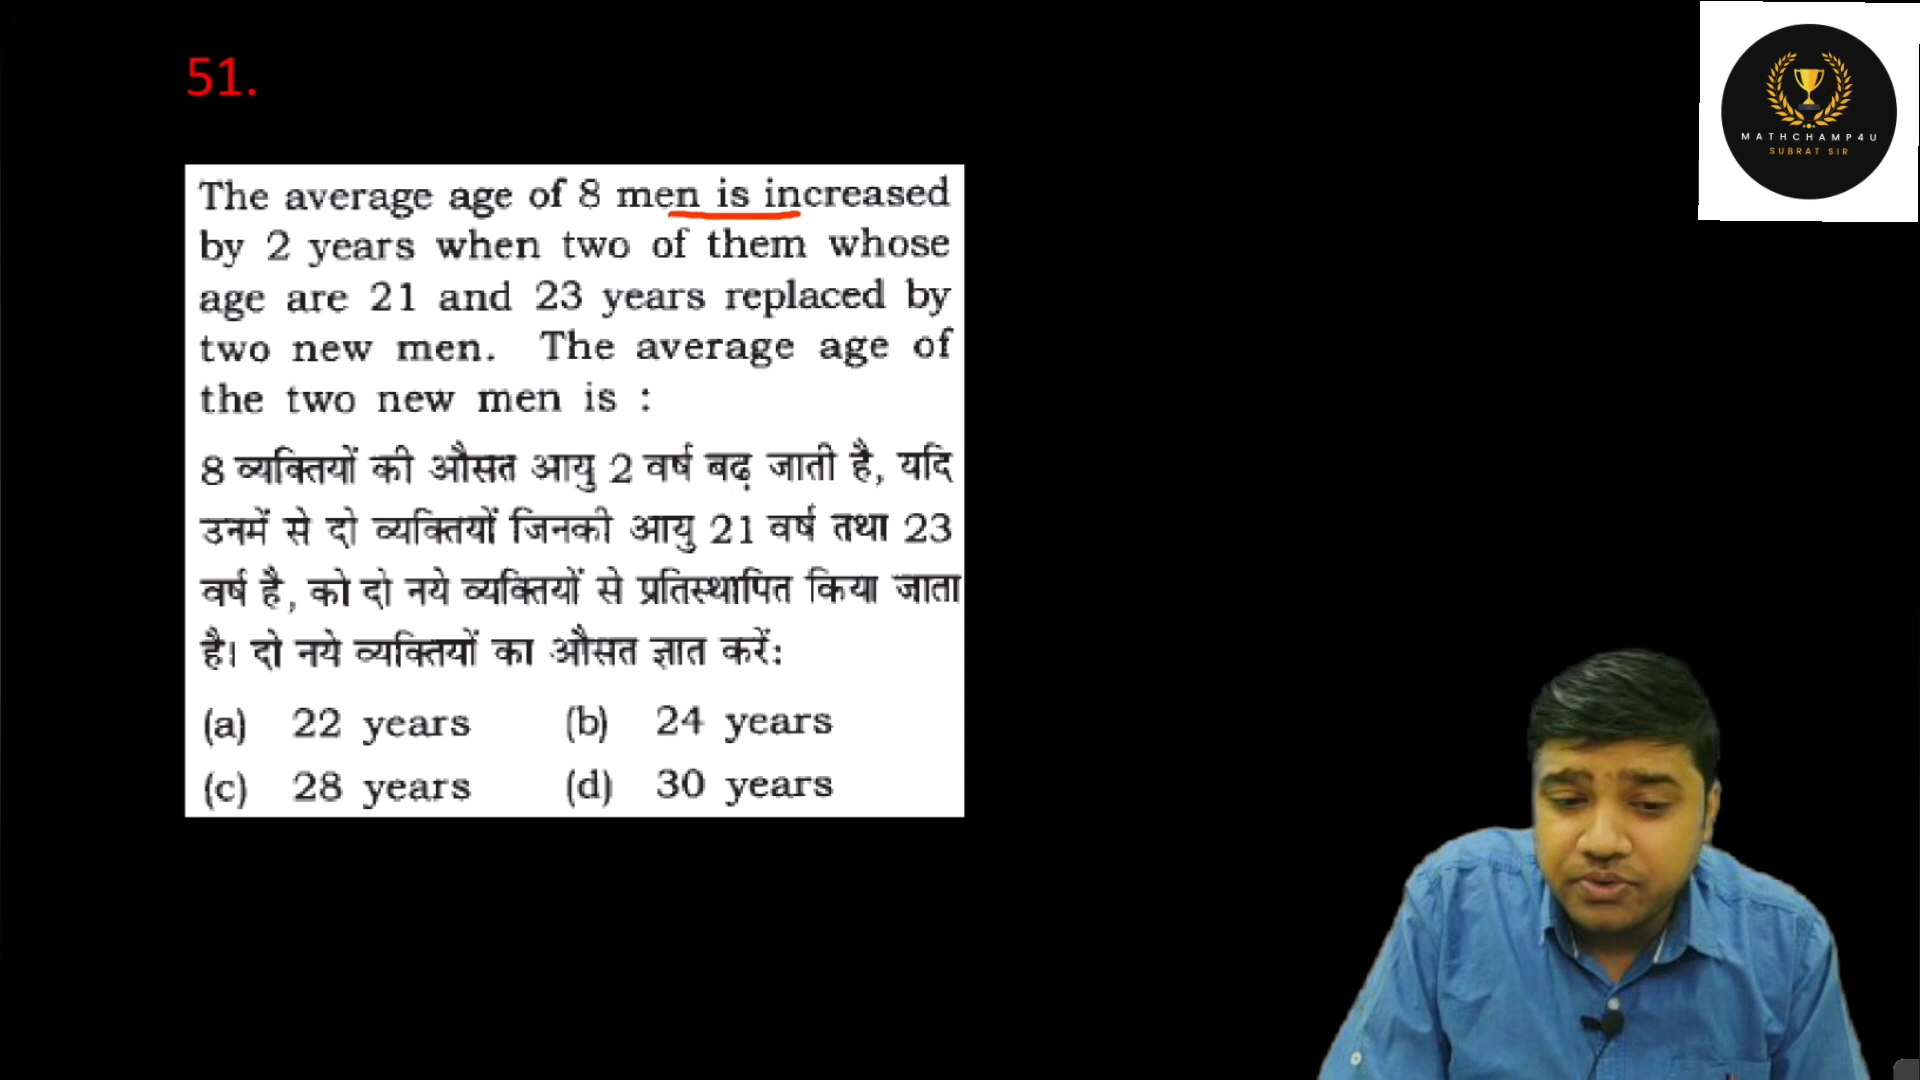 51.
MATHCHAMP4U
SUBRAT SIR
The average age of 8 men is increased
by 2 years when two of them whose
age are 21 and 23 years replaced by
two new men. The average age of
the two new men is :
8 व्यक्तियों की औसत आयु 2 वर्ष बढ़ जाती है, यदि
उनमें से दो व्यक्तियों जिनकी आयु 21 वर्ष तथा 23
वर्ष है, को दो नये व्यक्तियों से प्रतिस्थापित किया जाता
है। दो नये व्यक्तियों का औसत ज्ञात करें:
(a) 22 years (b) 24 years
(c) 28 years (d) 30 years